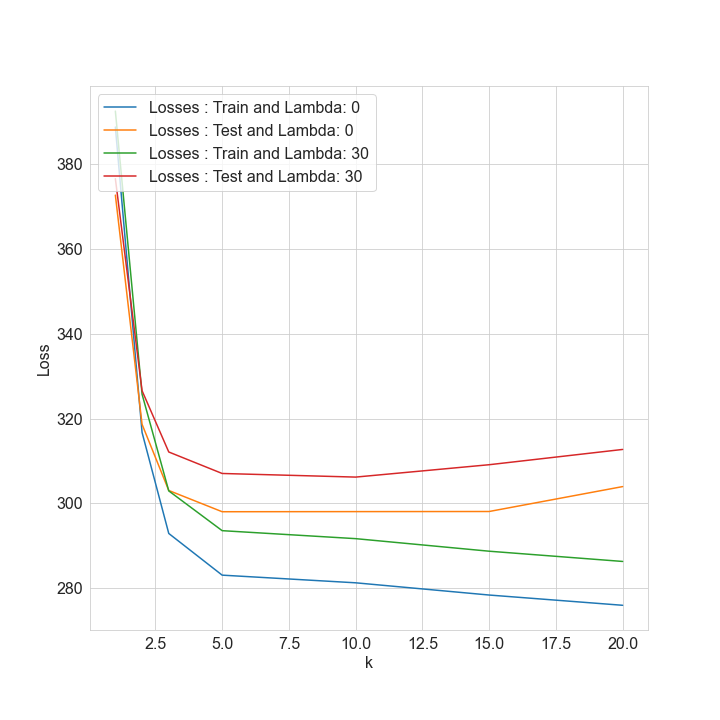 Losses : Train and Lambda: 0
Losses : Test and Lambda: 0
Losses : Train and Lambda: 30
Losses : Test and Lambda: 30
380
360
340
320
300
280
Loss
2.5 5.0 7.5 10.0 12.5 15.0 17.5 20.0
k